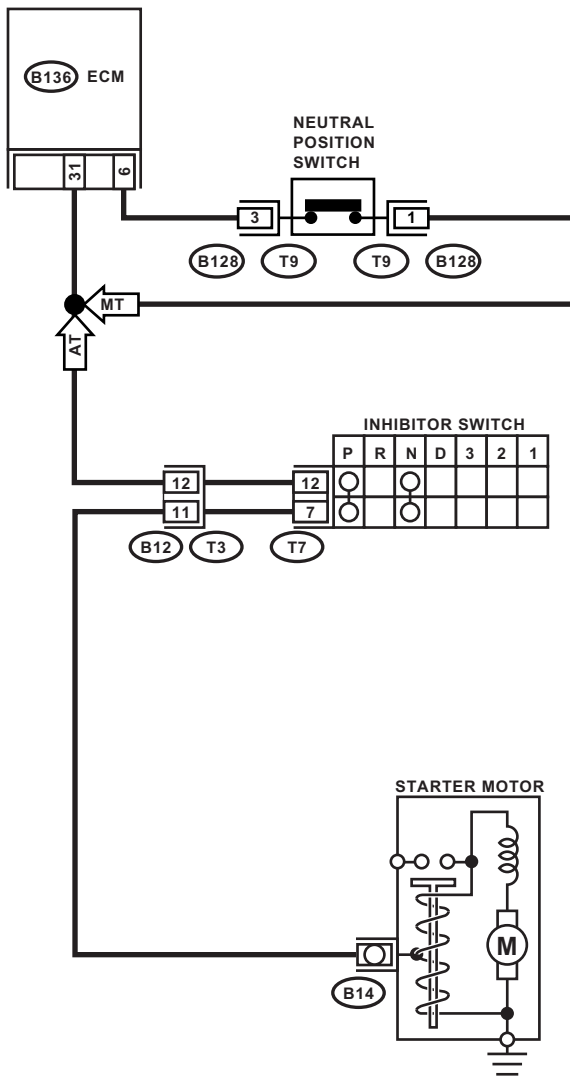 B136 ECM
31 6
NEUTRAL
POSITION
SWITCH
3 1
B128 T9 T9 B128
MT
AT
INHIBITOR SWITCH
P R N D 3 2 1
12 12
11 7
B12 T3 T7
STARTER MOTOR
M
B14